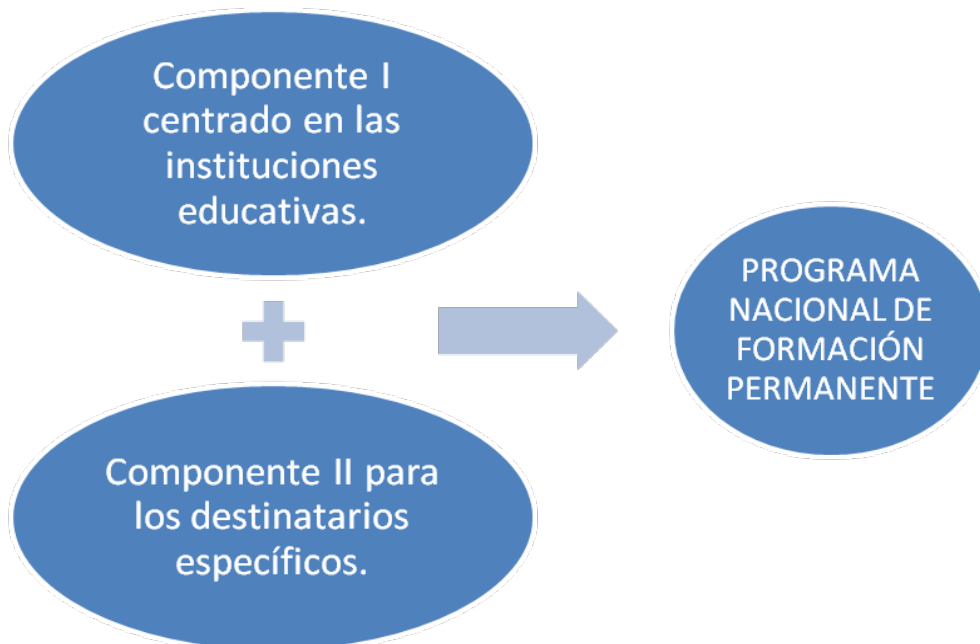 Componente I
centrado en las
instituciones
educativas.
Componente II para
los destinatarios
específicos.
PROGRAMA
NACIONAL DE
FORMACIÓN
PERMANENTE